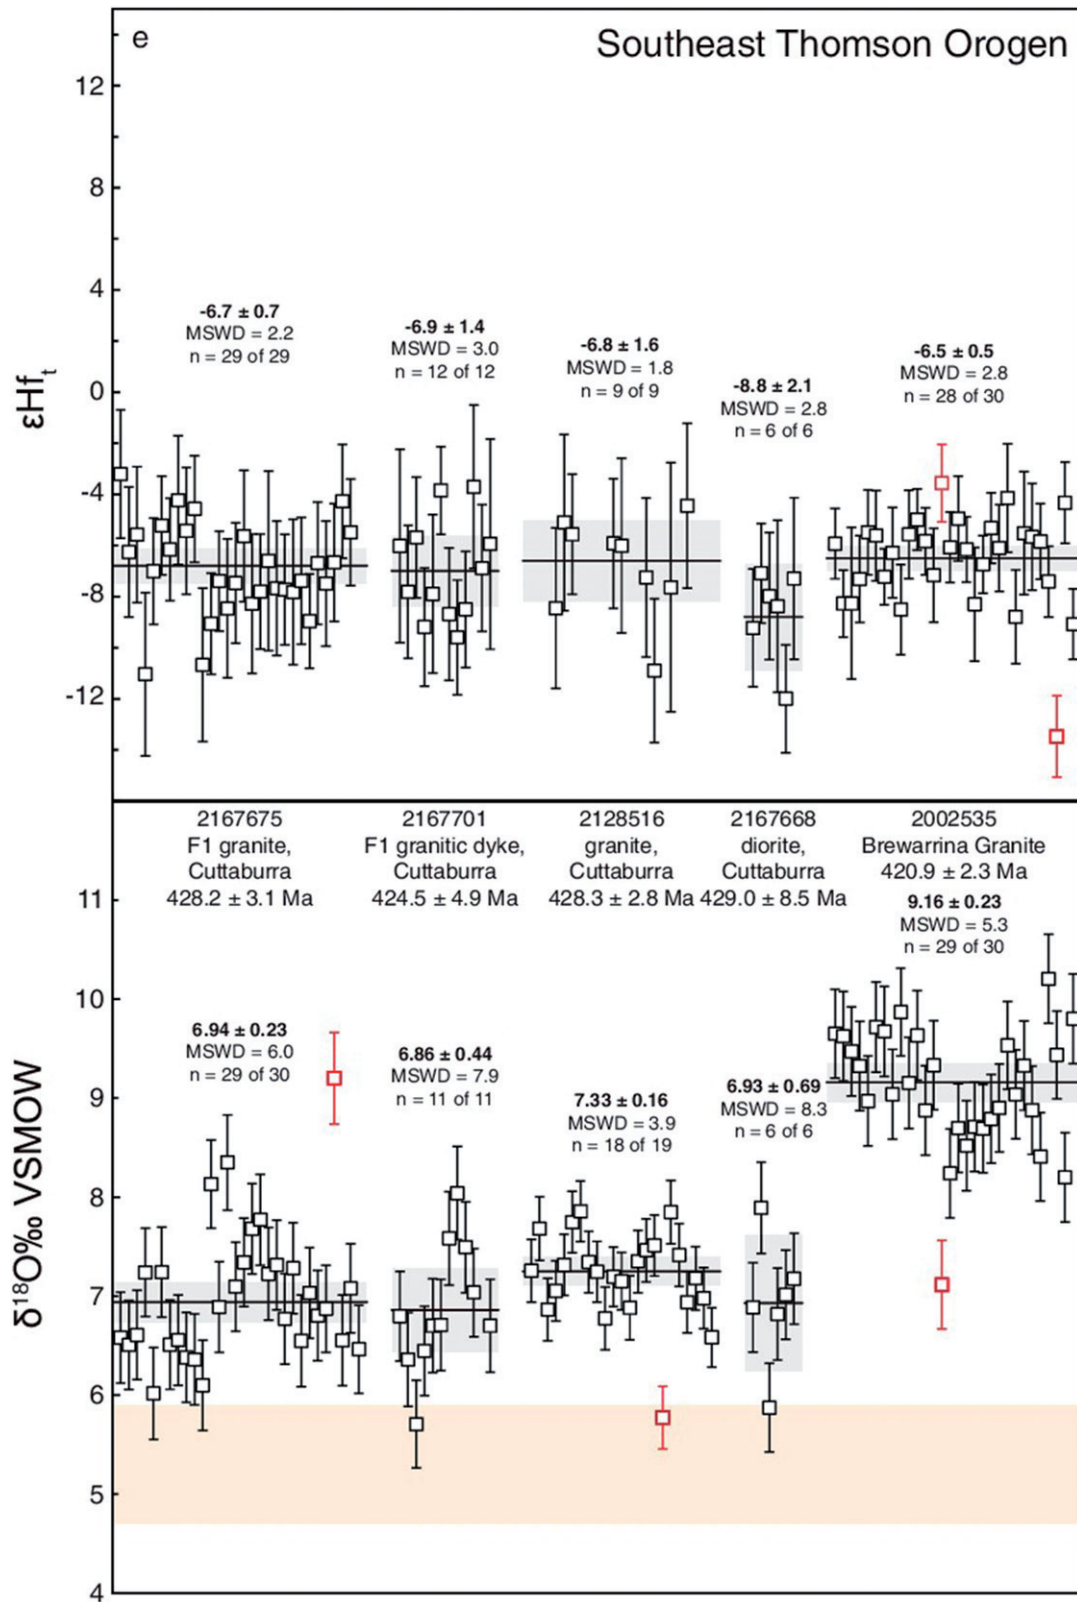 e
Southeast Thomson Orogen
12
8
4
0
-4
-8
-12
εHft
-6.7 ± 0.7
MSWD = 2.2
n = 29 of 29
-6.9 ± 1.4
MSWD = 3.0
n = 12 of 12
-6.8 ± 1.6
MSWD = 1.8
n = 9 of 9
-8.8 ± 2.1
MSWD = 2.8
n = 6 of 6
-6.5 ± 0.5
MSWD = 2.8
n = 28 of 30
2167675
F1 granite,
Cuttaburra
428.2 ± 3.1 Ma
2167701
F1 granitic dyke,
Cuttaburra
424.5 ± 4.9 Ma
2128516
granite,
Cuttaburra
428.3 ± 2.8 Ma
2167668
diorite,
Cuttaburra
429.0 ± 8.5 Ma
2002535
Brewarrina Granite
420.9 ± 2.3 Ma
9.16 ± 0.23
MSWD = 5.3
n = 29 of 30
6.94 ± 0.23
MSWD = 6.0
n = 29 of 30
6.86 ± 0.44
MSWD = 7.9
n = 11 of 11
7.33 ± 0.16
MSWD = 3.9
n = 18 of 19
6.93 ± 0.69
MSWD = 8.3
n = 6 of 6
11
10
9
8
7
6
5
4
δ18O‰ VSMOW